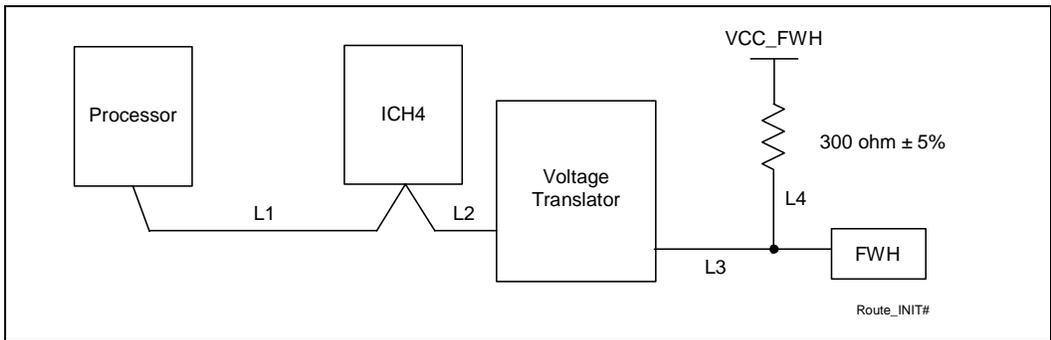 VCC_FWH
Processor
ICH4
300 ohm ± 5%
Voltage
Translator
L4
L1
L2
L3
FWH
Route_INIT#